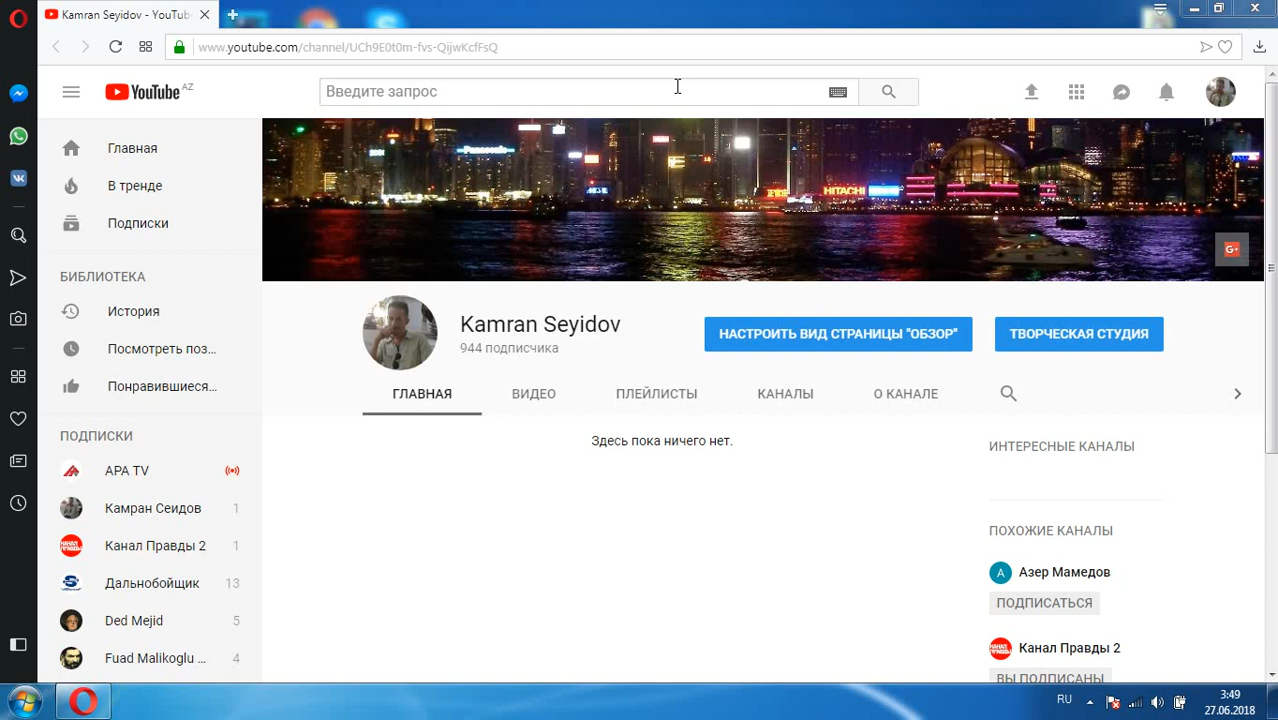 Kamran Seyidov - YouTube
www.youtube.com/channel/UCh9E0t0m-fvs-QijwKcfFsQ
YouTube AZ
Введите запрос
Главная
В тренде
Подписки
БИБЛИОТЕКА
История
Посмотреть поз...
Понравившиеся...
ПОДПИСКИ
APA TV
Камран Сеидов 1
Канал Правды 2 1
Дальнобойщик 13
Ded Mejid 5
Fuad Malikoglu ... 4
Panasonic
HITACHI
G+
Kamran Seyidov
944 подписчика
НАСТРОИТЬ ВИД СТРАНИЦЫ "ОБЗОР"
ТВОРЧЕСКАЯ СТУДИЯ
ГЛАВНАЯ ВИДЕО ПЛЕЙЛИСТЫ КАНАЛЫ О КАНАЛЕ
Здесь пока ничего нет.
ИНТЕРЕСНЫЕ КАНАЛЫ
ПОХОЖИЕ КАНАЛЫ
A Азер Мамедов
ПОДПИСАТЬСЯ
Канал Правды 2
ВЫ ПОДПИСАНЫ
RU
3:49
27.06.2018